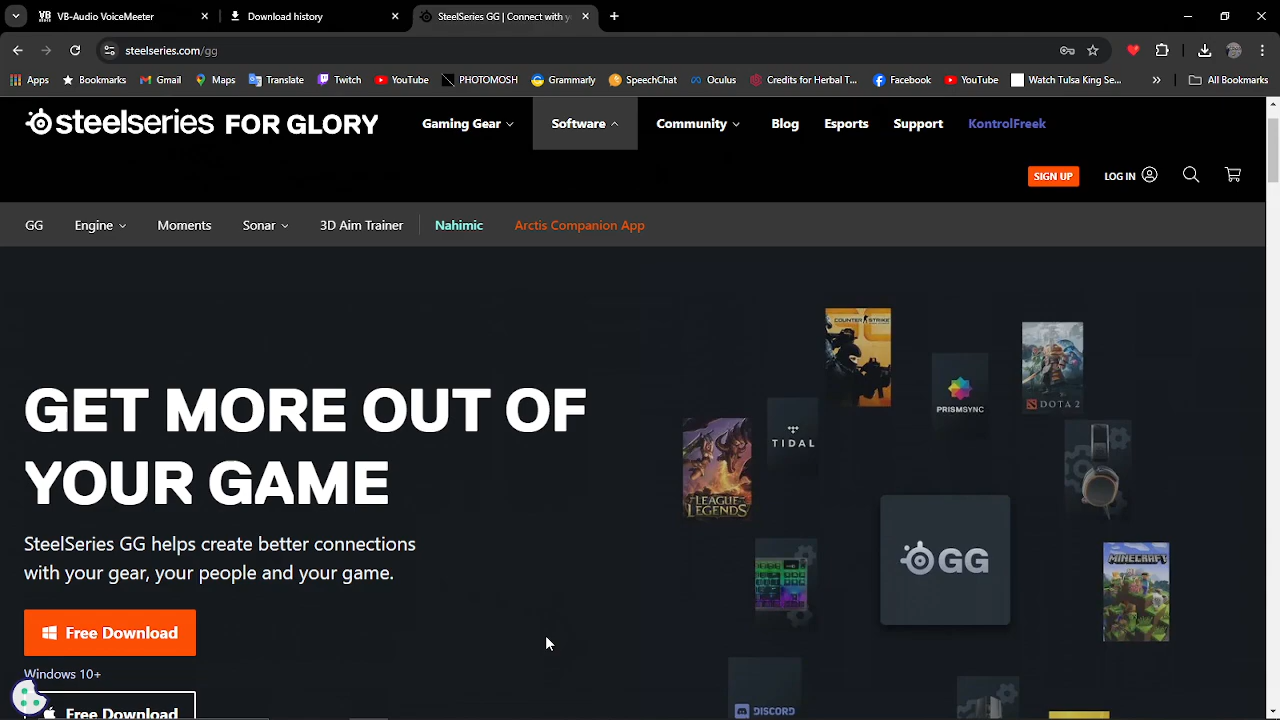 VB-Audio VoiceMeeter
Download history
SteelSeries GG | Connect with yo
steelseries.com/gg
Apps
Bookmarks
Gmail
Maps
Translate
Twitch
YouTube
PHOTOMOSH
Grammarly
SpeechChat
Oculus
Credits for Herbal T...
Facebook
YouTube
Watch Tulsa King Se...
All Bookmarks
steelseries FOR GLORY
Gaming Gear
Software
Community
Blog
Esports
Support
KontrolFreek
SIGN UP
LOG IN
GG
Engine
Moments
Sonar
3D Aim Trainer
Nahimic
Arctis Companion App
GET MORE OUT OF
YOUR GAME
SteelSeries GG helps create better connections
with your gear, your people and your game.
Free Download
Windows 10+
Free Download
COUNTER STRIKE
PRISMSYNC
DOTA 2
TIDAL
LEAGUE
OF
LEGENDS
GG
MINECRAFT
DISCORD